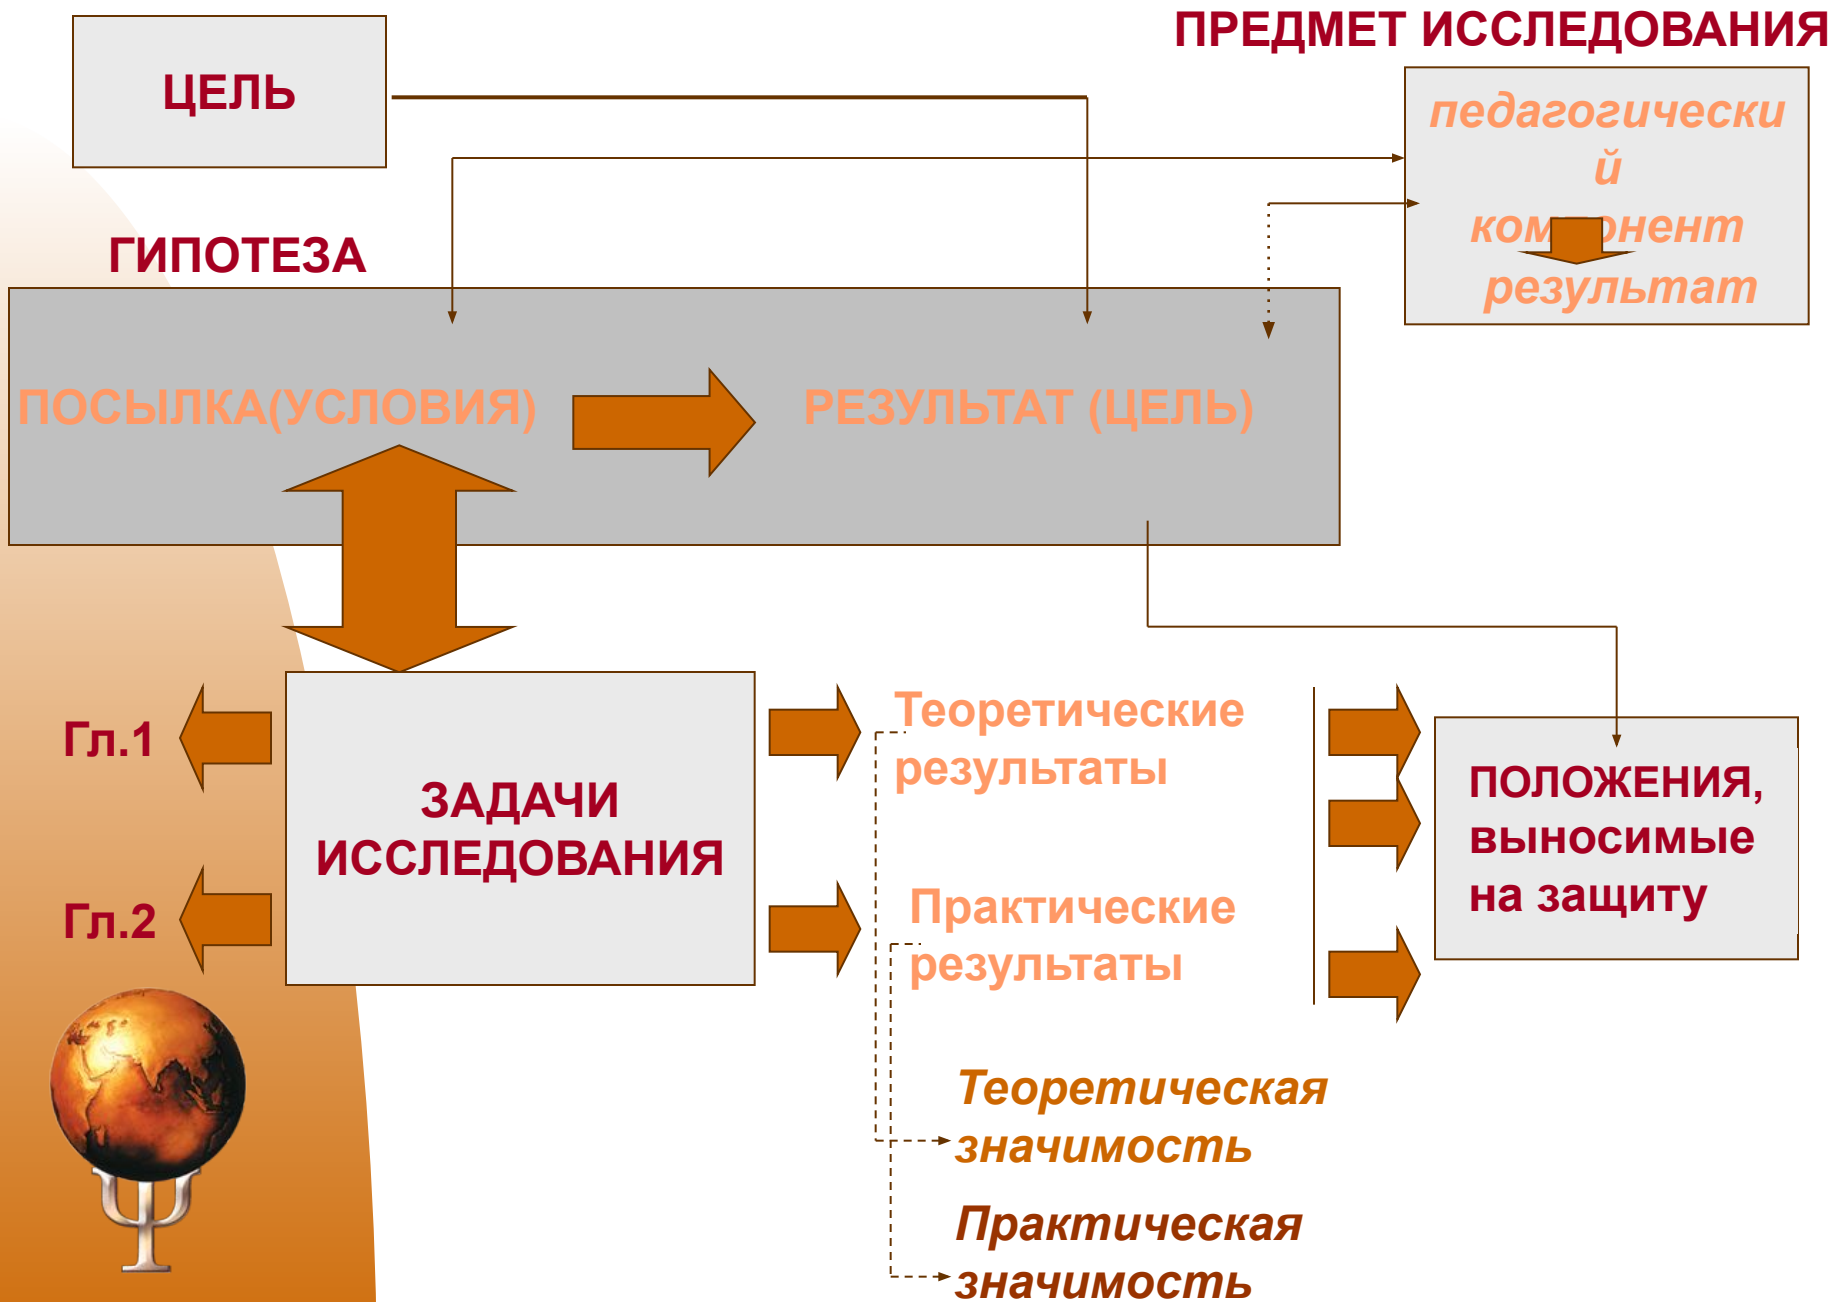 ПРЕДМЕТ ИССЛЕДОВАНИЯ
ЦЕЛЬ
педагогически
й
компонент
результат
ГИПОТЕЗА
ПОСЫЛКА(УСЛОВИЯ)
РЕЗУЛЬТАТ (ЦЕЛЬ)
Гл.1
Гл.2
ЗАДАЧИ
ИССЛЕДОВАНИЯ
Теоретические
результаты
Практические
результаты
ПОЛОЖЕНИЯ,
выносимые
на защиту
Теоретическая
значимость
Практическая
значимость